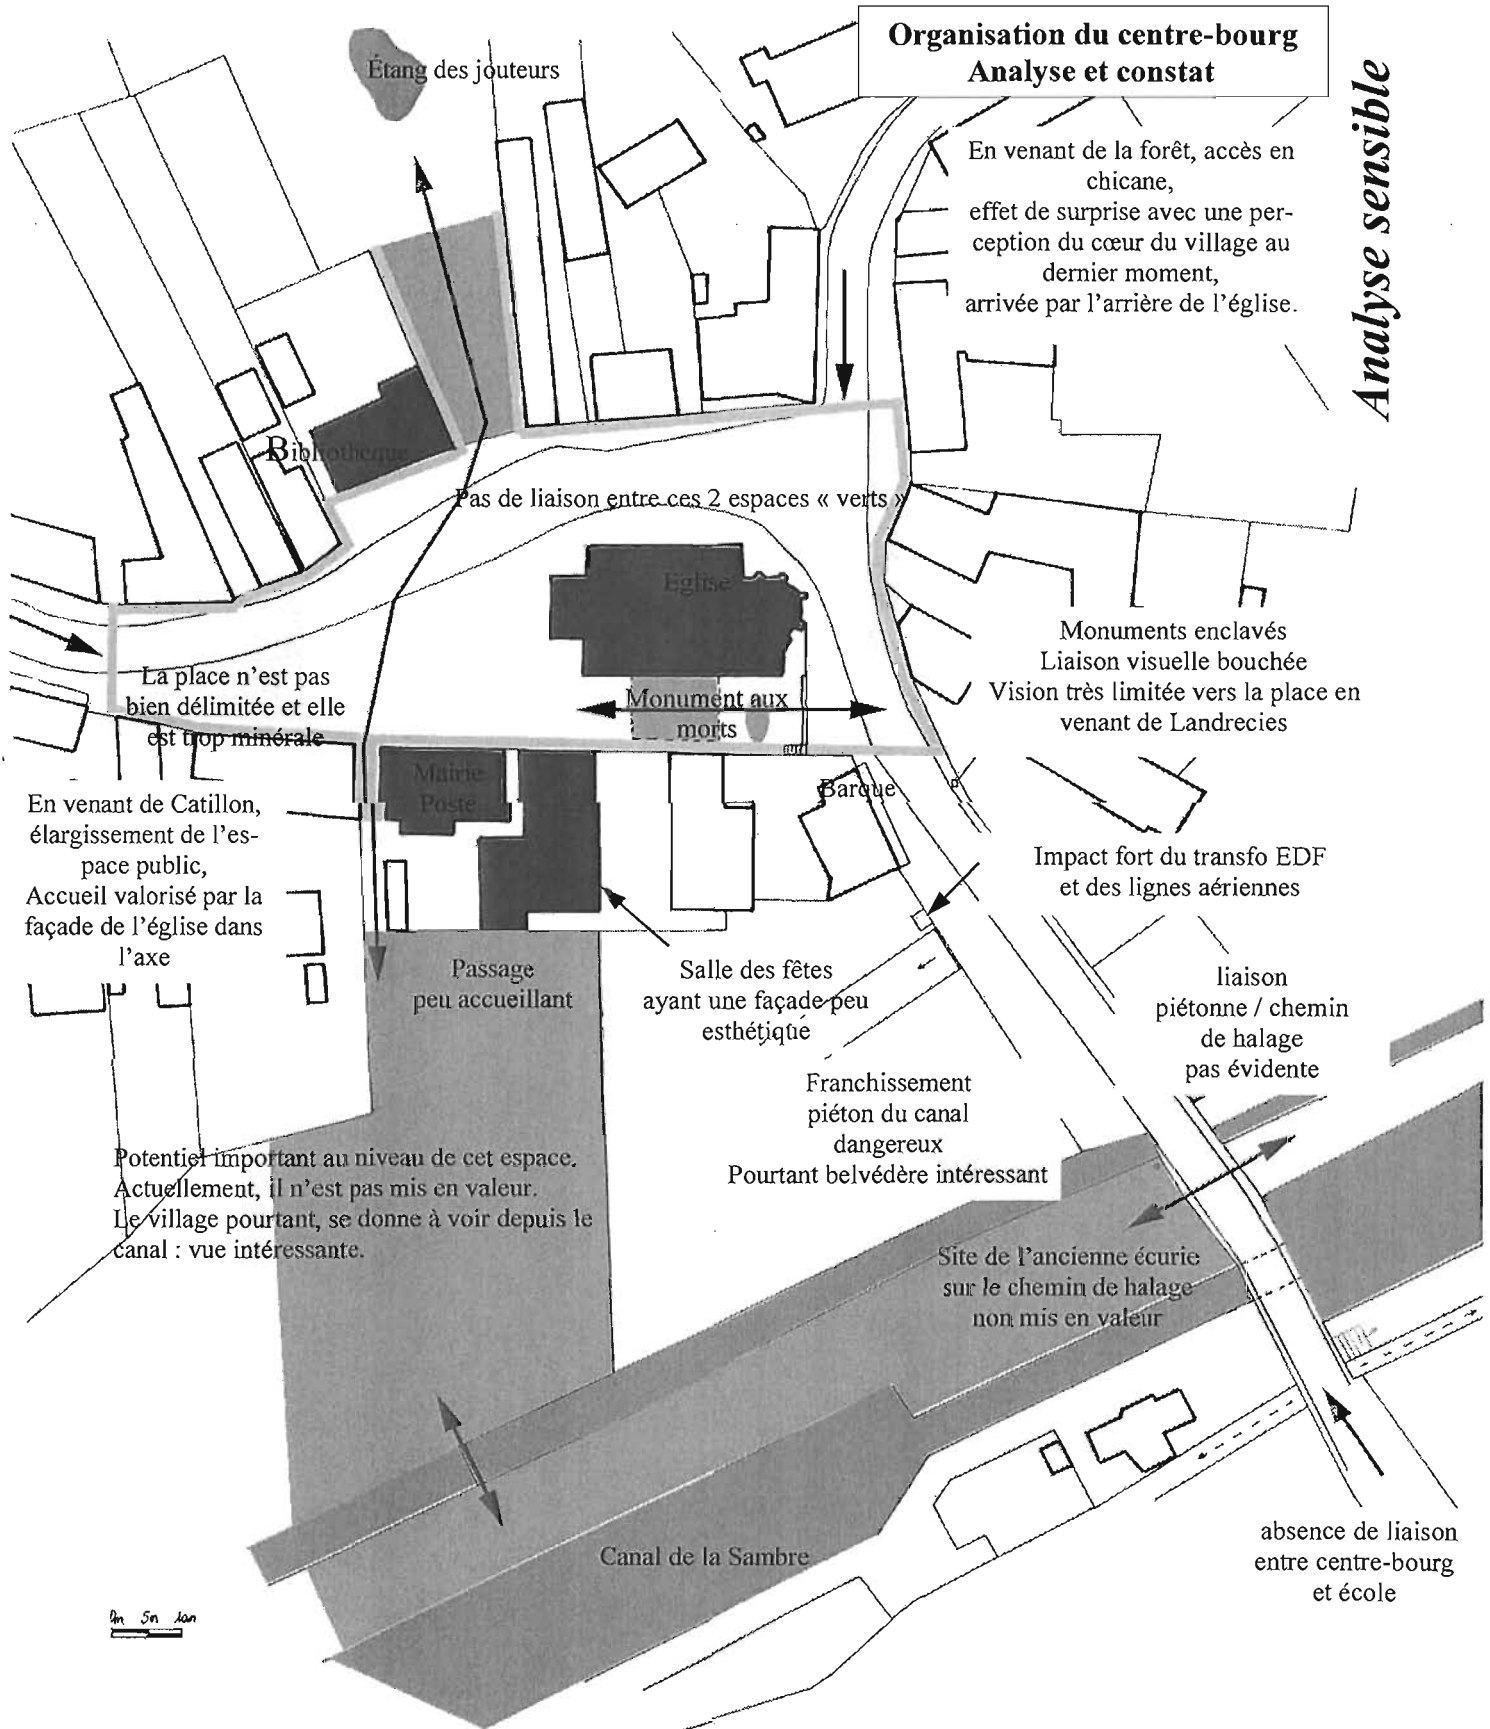 Organisation du centre-bourg
Analyse et constat
Analyse sensible
Étang des jouteurs
En venant de la forêt, accès en
chicane,
effet de surprise avec une per-
ception du cœur du village au
dernier moment,
arrivée par l'arrière de l'église.
Bibliothèque
Pas de liaison entre ces 2 espaces « verts »
Eglise
La place n'est pas
bien délimitée et elle
est trop minérale
Monument aux
morts
Monuments enclavés
Liaison visuelle bouchée
Vision très limitée vers la place en
venant de Landrecies
Mairie
Poste
Barque
En venant de Catillon,
élargissement de l'es-
pace public,
Accueil valorisé par la
façade de l'église dans
l'axe
Impact fort du transfo EDF
et des lignes aériennes
Passage
peu accueillant
Salle des fêtes
ayant une façade peu
esthétique
liaison
piétonne / chemin
de halage
pas évidente
Franchissement
piéton du canal
dangereux
Pourtant belvédère intéressant
Potentiel important au niveau de cet espace.
Actuellement, il n'est pas mis en valeur.
Le village pourtant, se donne à voir depuis le
canal : vue intéressante.
Site de l'ancienne écurie
sur le chemin de halage
non mis en valeur
Canal de la Sambre
absence de liaison
entre centre-bourg
et école
0m 5m 10m